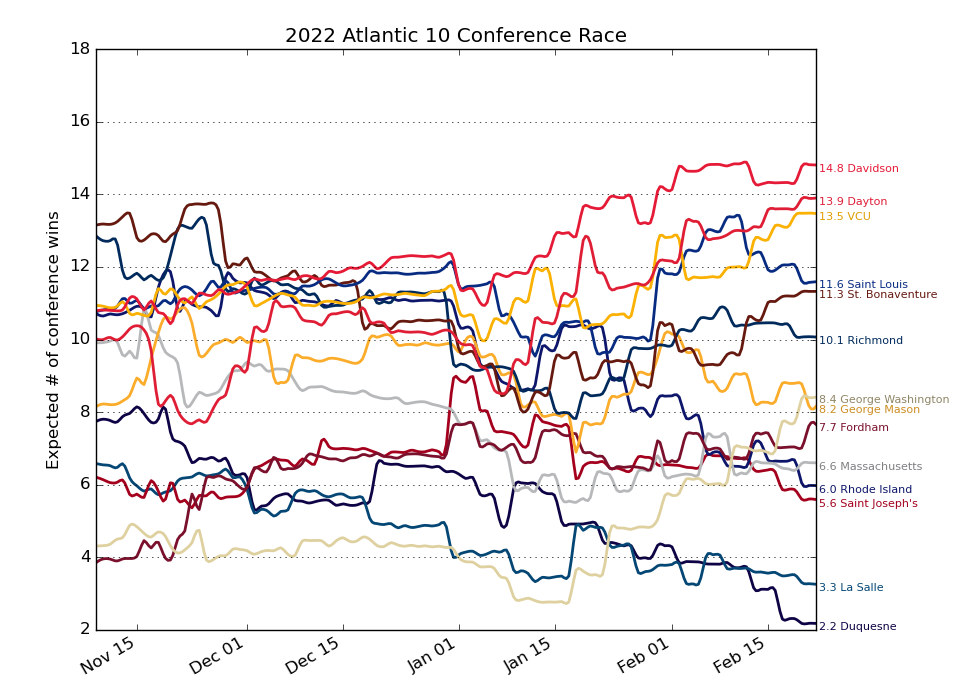 2022 Atlantic 10 Conference Race
Expected # of conference wins
18
16
14
12
10
8
6
4
2
Nov 15
Dec 01
Dec 15
Jan 01
Jan 15
Feb 01
Feb 15
14.8 Davidson
13.9 Dayton
13.5 VCU
11.6 Saint Louis
11.3 St. Bonaventure
10.1 Richmond
8.4 George Washington
8.2 George Mason
7.7 Fordham
6.6 Massachusetts
6.0 Rhode Island
5.6 Saint Joseph's
3.3 La Salle
2.2 Duquesne